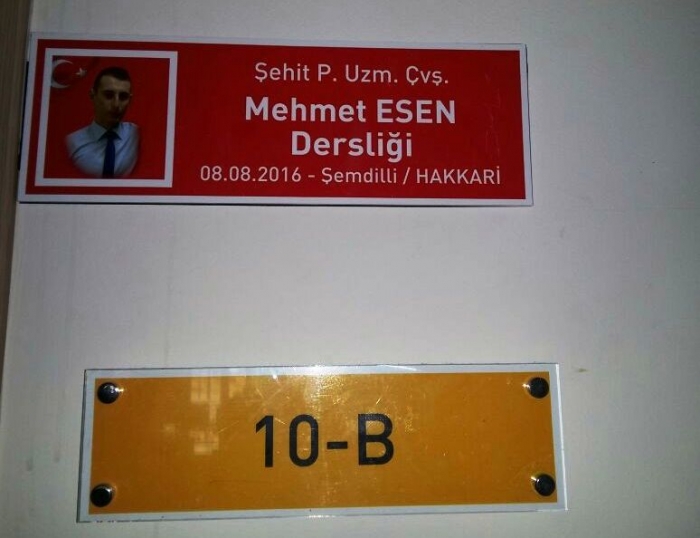 Şehit P. Uzm. Çvş.
Mehmet ESEN
Dersliği
08.08.2016 - Şemdilli / HAKKARİ
10-B